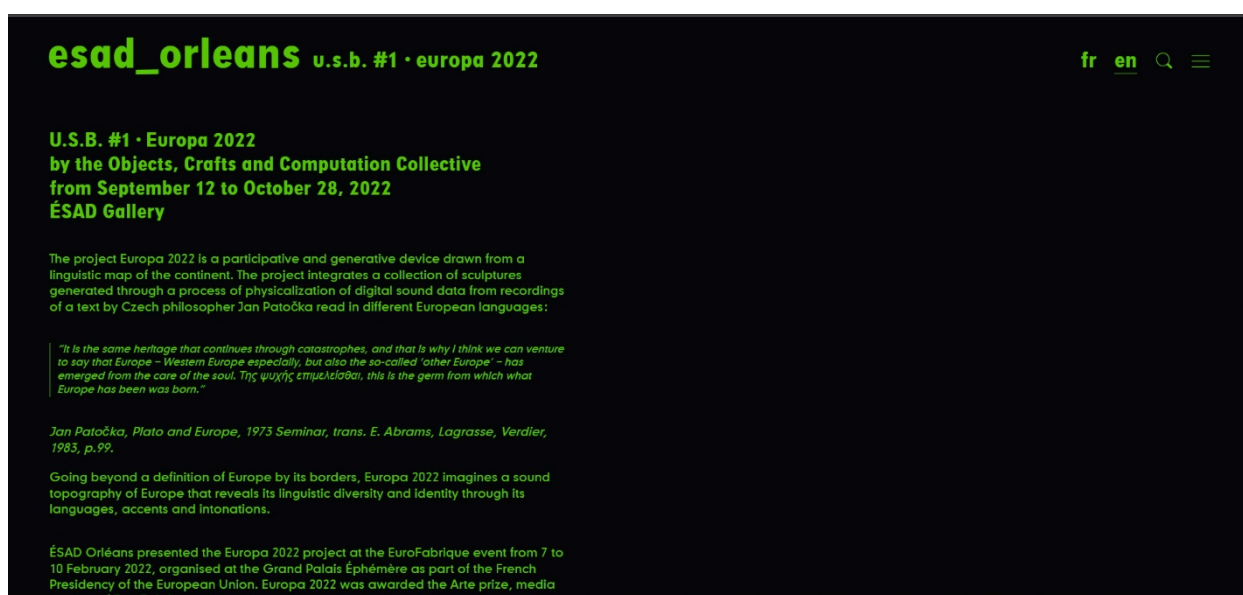 esad_orleans u.s.b. #1 · europa 2022
fr en
U.S.B. #1 · Europa 2022
by the Objects, Crafts and Computation Collective
from September 12 to October 28, 2022
ÉSAD Gallery
The project Europa 2022 is a participative and generative device drawn from a
linguistic map of the continent. The project integrates a collection of sculptures
generated through a process of physicalization of digital sound data from recordings
of a text by Czech philosopher Jan Patočka read in different European languages:
“It is the same heritage that continues through catastrophes, and that is why I think we can venture
to say that Europe – Western Europe especially, but also the so-called ‘other Europe’ – has
emerged from the care of the soul. Της ψυχής επιμελείσθαι, this is the germ from which what
Europe has been was born.”
Jan Patočka, Plato and Europe, 1973 Seminar, trans. E. Abrams, Lagrasse, Verdier,
1983, p.99.
Going beyond a definition of Europe by its borders, Europa 2022 imagines a sound
topography of Europe that reveals its linguistic diversity and identity through its
languages, accents and intonations.
ÉSAD Orléans presented the Europa 2022 project at the EuroFabrique event from 7 to
10 February 2022, organised at the Grand Palais Éphémère as part of the French
Presidency of the European Union. Europa 2022 was awarded the Arte prize, media